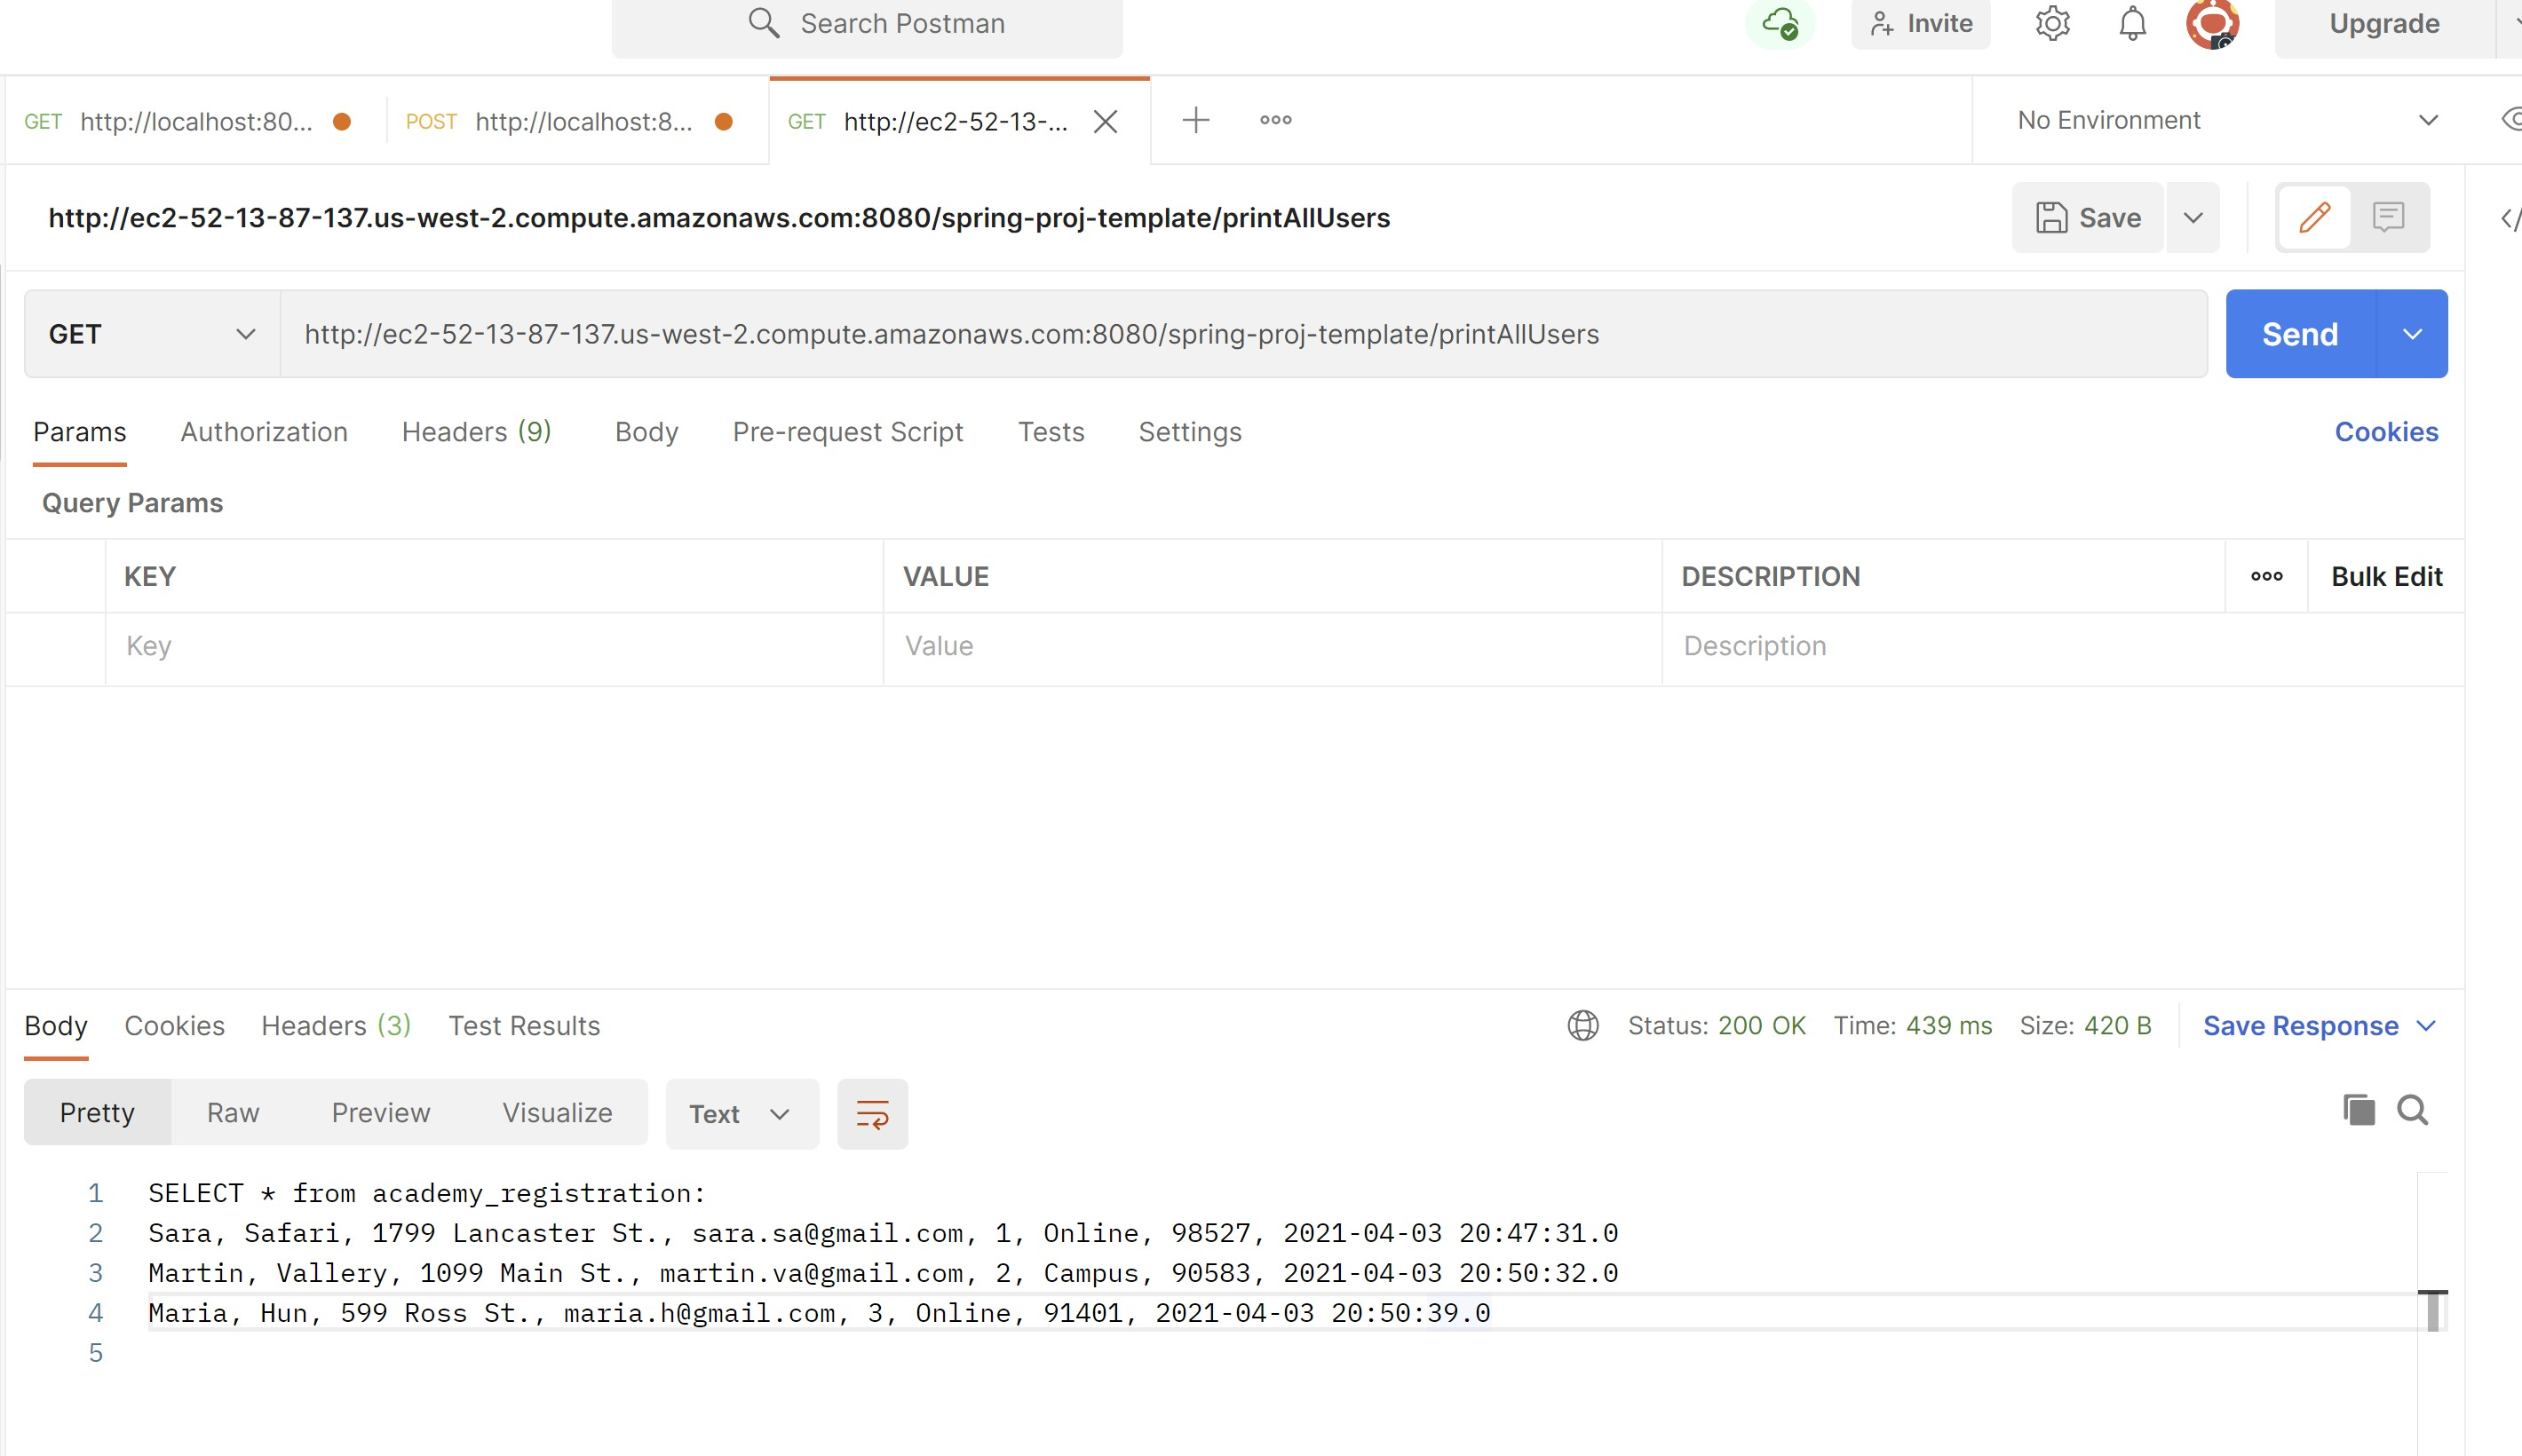 Search Postman
Invite
Upgrade
GET http://localhost:80...
POST http://localhost:8...
GET http://ec2-52-13-...
No Environment
http://ec2-52-13-87-137.us-west-2.compute.amazonaws.com:8080/spring-proj-template/printAllUsers
Save
GET
http://ec2-52-13-87-137.us-west-2.compute.amazonaws.com:8080/spring-proj-template/printAllUsers
Send
Params Authorization Headers (9) Body Pre-request Script Tests Settings Cookies
Query Params
KEY VALUE DESCRIPTION Bulk Edit
Key Value Description
Body Cookies Headers (3) Test Results Status: 200 OK Time: 439 ms Size: 420 B Save Response
Pretty Raw Preview Visualize Text
1 SELECT * from academy_registration:
2 Sara, Safari, 1799 Lancaster St., sara.sa@gmail.com, 1, Online, 98527, 2021-04-03 20:47:31.0
3 Martin, Vallery, 1099 Main St., martin.va@gmail.com, 2, Campus, 90583, 2021-04-03 20:50:32.0
4 Maria, Hun, 599 Ross St., maria.h@gmail.com, 3, Online, 91401, 2021-04-03 20:50:39.0
5